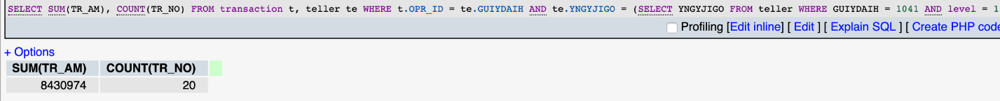 SELECT SUM(TR_AM), COUNT(TR_NO) FROM transaction t, teller te WHERE t.OPR_ID = te.GUIYDAIH AND te.YNGYJIGO = (SELECT YNGYJIGO FROM teller WHERE GUIYDAIH = 1041 AND level = 1
Profiling [Edit inline] [ Edit ] [ Explain SQL ] [ Create PHP code
+ Options
SUM(TR_AM) COUNT(TR_NO)
8430974 20